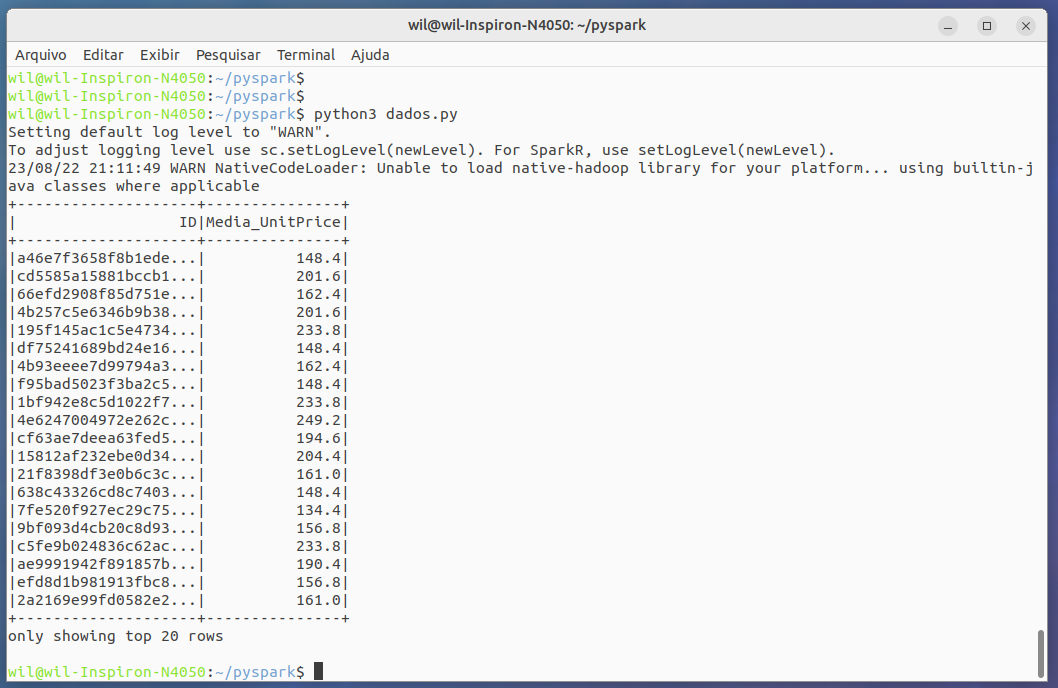 wil@wil-Inspiron-N4050: ~/pyspark
Arquivo Editar Exibir Pesquisar Terminal Ajuda
wil@wil-Inspiron-N4050:~/pyspark$
wil@wil-Inspiron-N4050:~/pyspark$
wil@wil-Inspiron-N4050:~/pyspark$ python3 dados.py
Setting default log level to "WARN".
To adjust logging level use sc.setLogLevel(newLevel). For SparkR, use setLogLevel(newLevel).
23/08/22 21:11:49 WARN NativeCodeLoader: Unable to load native-hadoop library for your platform... using builtin-j
ava classes where applicable
+--------------------+---------------+
|                  ID|Media_UnitPrice|
+--------------------+---------------+
|a46e7f3658f8b1ede...|          148.4|
|cd5585a15881bccb1...|          201.6|
|66efd2908f85d751e...|          162.4|
|4b257c5e6346b9b38...|          201.6|
|195f145ac1c5e4734...|          233.8|
|df75241689bd24e16...|          148.4|
|4b93eeee7d99794a3...|          162.4|
|f95bad5023f3ba2c5...|          148.4|
|1bf942e8c5d1022f7...|          233.8|
|4e6247004972e262c...|          249.2|
|cf63ae7deea63fed5...|          194.6|
|15812af232ebe0d34...|          204.4|
|21f8398df3e0b6c3c...|          161.0|
|638c43326cd8c7403...|          148.4|
|7fe520f927ec29c75...|          134.4|
|9bf093d4cb20c8d93...|          156.8|
|c5fe9b024836c62ac...|          233.8|
|ae9991942f891857b...|          190.4|
|efd8d1b981913fbc8...|          156.8|
|2a2169e99fd0582e2...|          161.0|
+--------------------+---------------+
only showing top 20 rows
wil@wil-Inspiron-N4050:~/pyspark$